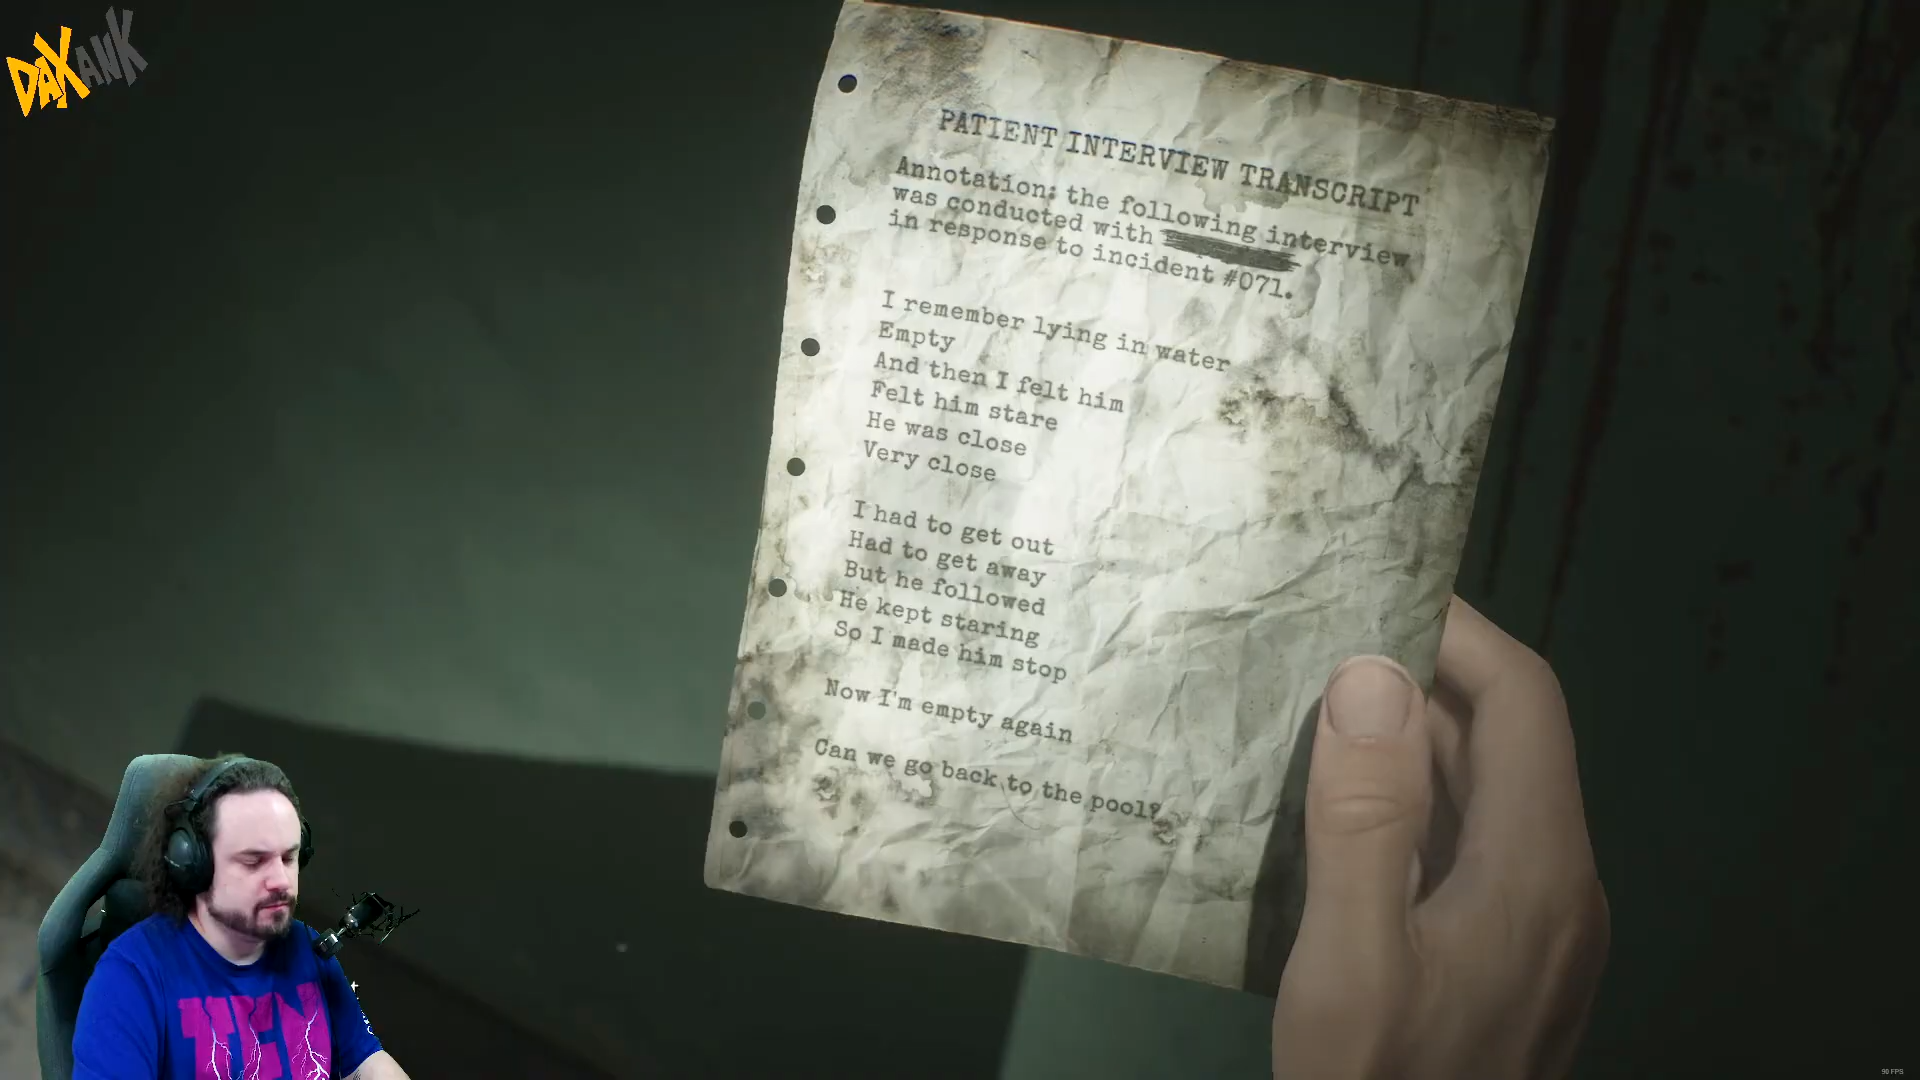 DAXANK
PATIENT INTERVIEW TRANSCRIPT
Annotation: the following interview
was conducted with
in response to incident #071.
I remember lying in water
Empty
And then I felt him
Felt him stare
He was close
Very close
I had to get out
Had to get away
But he followed
He kept staring
So I made him stop
Now I'm empty again
Can we go back to the pool?
TEN
90 FPS